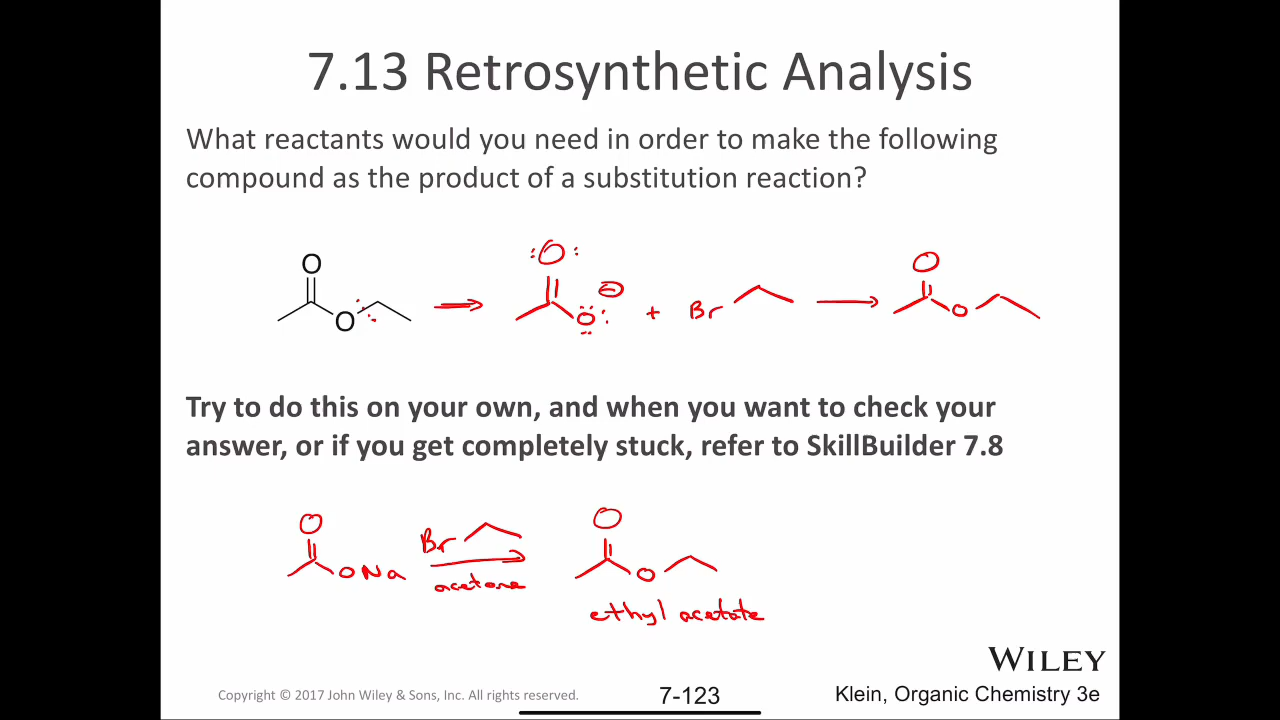 7.13 Retrosynthetic Analysis
What reactants would you need in order to make the following
compound as the product of a substitution reaction?
O
O
:O:
⊖
:O:
+
Br
O
O
Try to do this on your own, and when you want to check your
answer, or if you get completely stuck, refer to SkillBuilder 7.8
O
ONa
Br
acetone
O
O
ethyl acetate
WILEY
Copyright © 2017 John Wiley & Sons, Inc. All rights reserved.
7-123
Klein, Organic Chemistry 3e